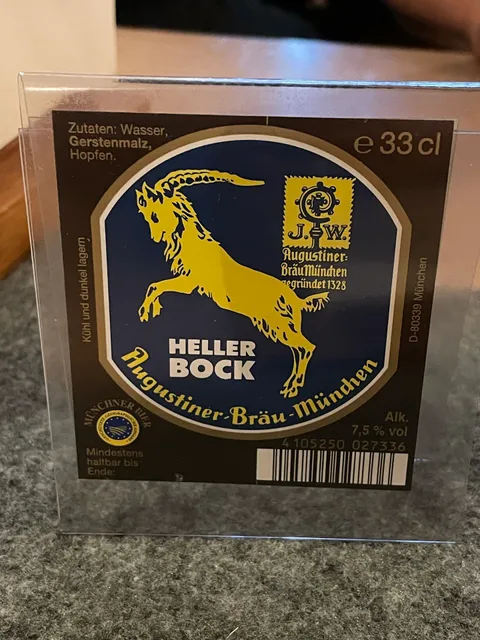 Zutaten: Wasser,
Gerstenmalz,
Hopfen.
e 33 cl
J. W.
Augustiner-
Bräu München
gegründet 1328
Kühl und dunkel lagern
D-80339 München
HELLER
BOCK
Augustiner-Bräu-München
MÜNCHNER BIER
Mindestens
haltbar bis
Ende:
Alk.
7,5 % vol
4 105250 027336